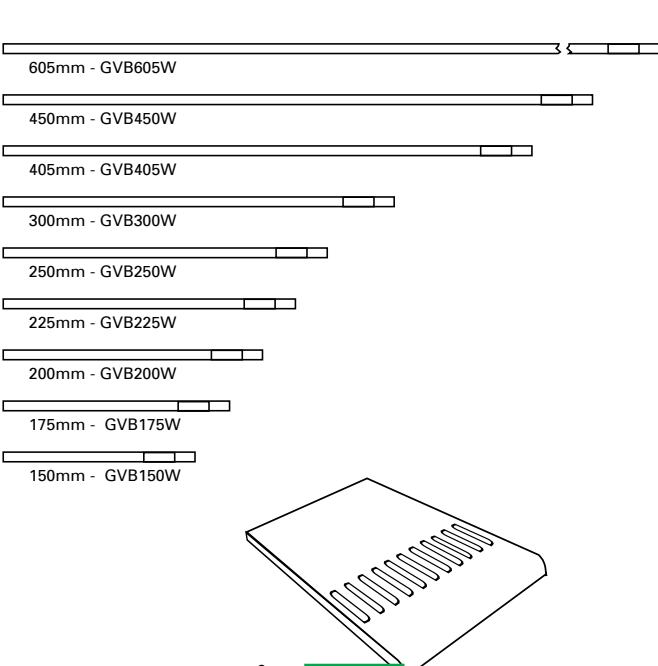 605mm - GVB605W
450mm - GVB450W
405mm - GVB405W
300mm - GVB300W
250mm - GVB250W
225mm - GVB225W
200mm - GVB200W
175mm -  GVB175W
150mm -  GVB150W